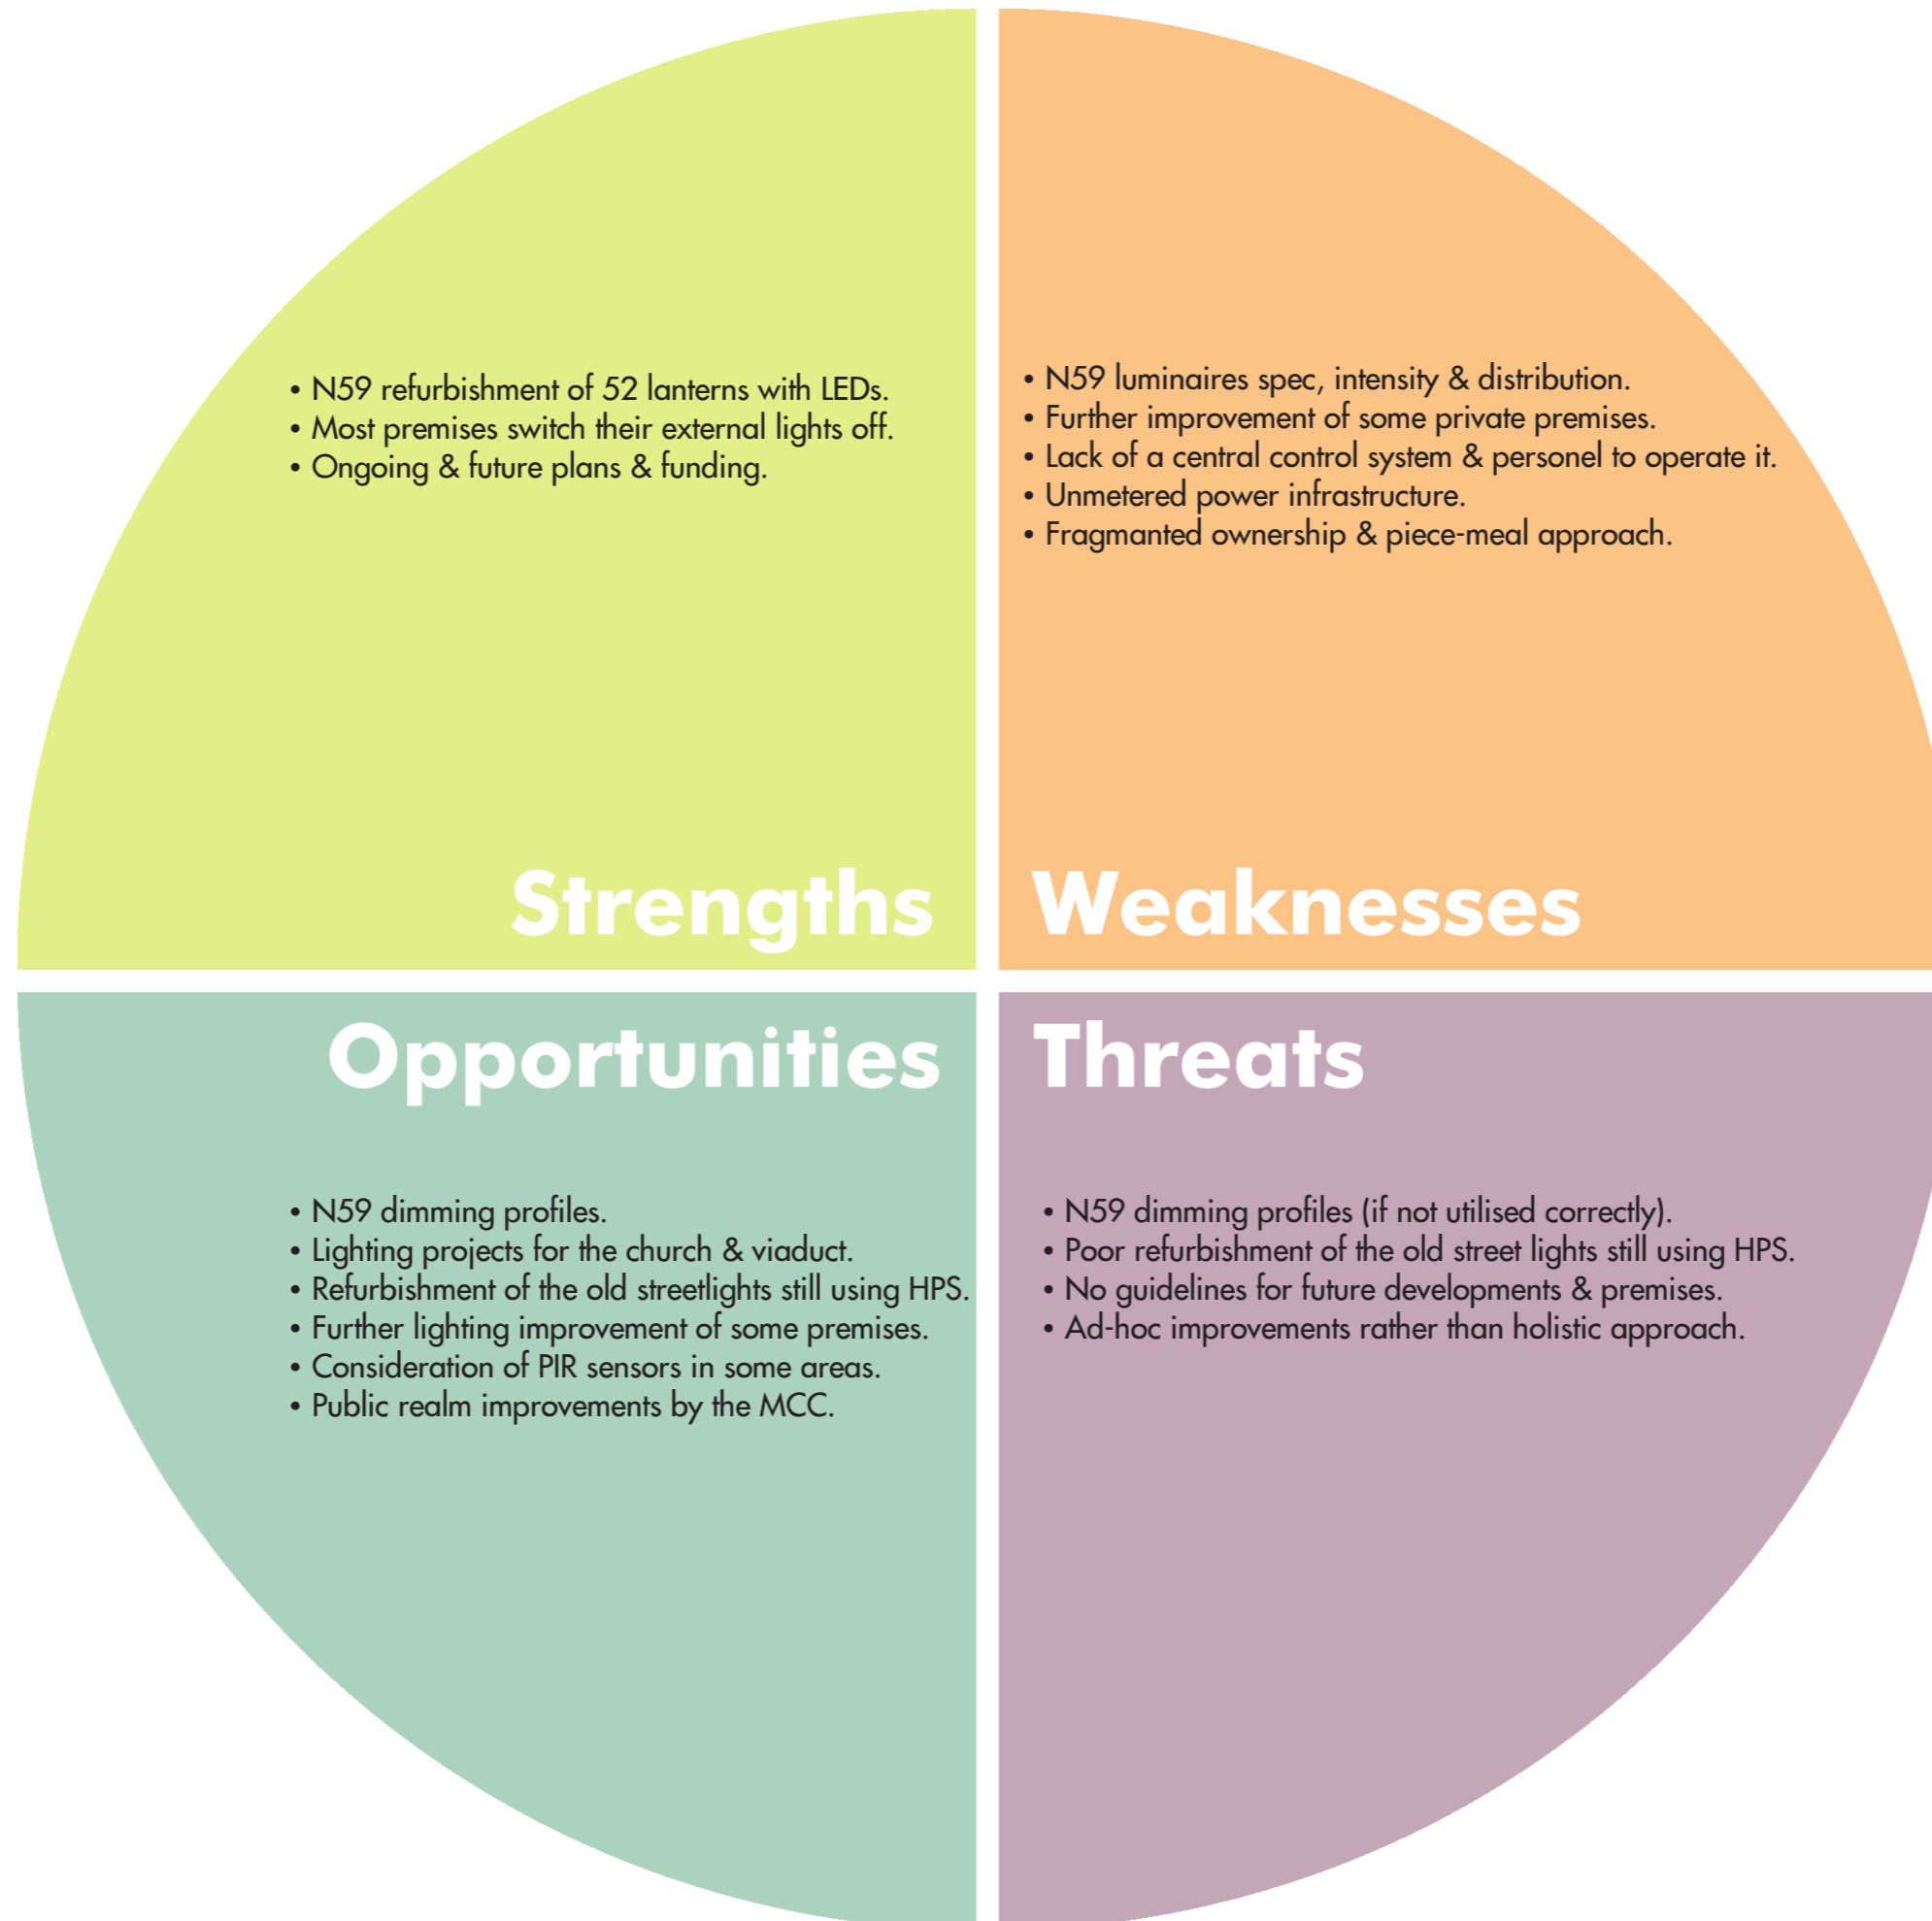 • N59 refurbishment of 52 lanterns with LEDs.
• Most premises switch their external lights off.
• Ongoing & future plans & funding.
Strengths
• N59 luminaires spec, intensity & distribution.
• Further improvement of some private premises.
• Lack of a central control system & personel to operate it.
• Unmetered power infrastructure.
• Fragmanted ownership & piece-meal approach.
Weaknesses
Opportunities
• N59 dimming profiles.
• Lighting projects for the church & viaduct.
• Refurbishment of the old streetlights still using HPS.
• Further lighting improvement of some premises.
• Consideration of PIR sensors in some areas.
• Public realm improvements by the MCC.
Threats
• N59 dimming profiles (if not utilised correctly).
• Poor refurbishment of the old street lights still using HPS.
• No guidelines for future developments & premises.
• Ad-hoc improvements rather than holistic approach.